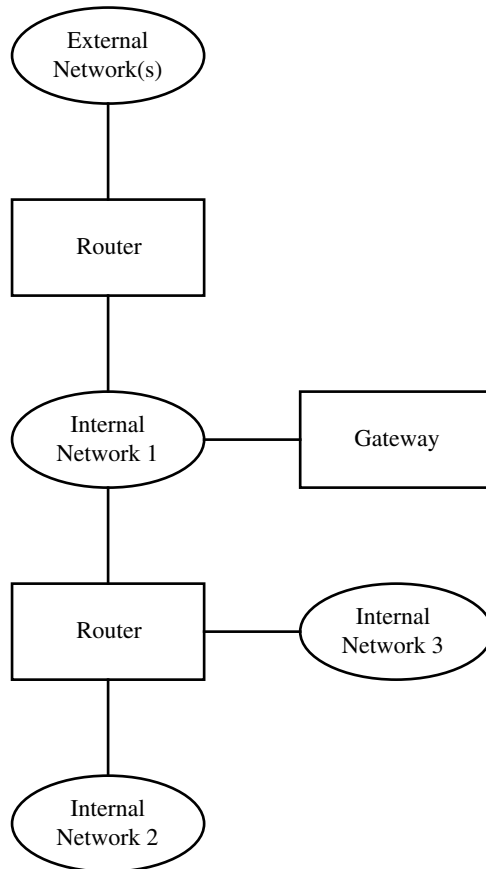 External
Network(s)
Router
Internal
Network 1
Gateway
Router
Internal
Network 3
Internal
Network 2